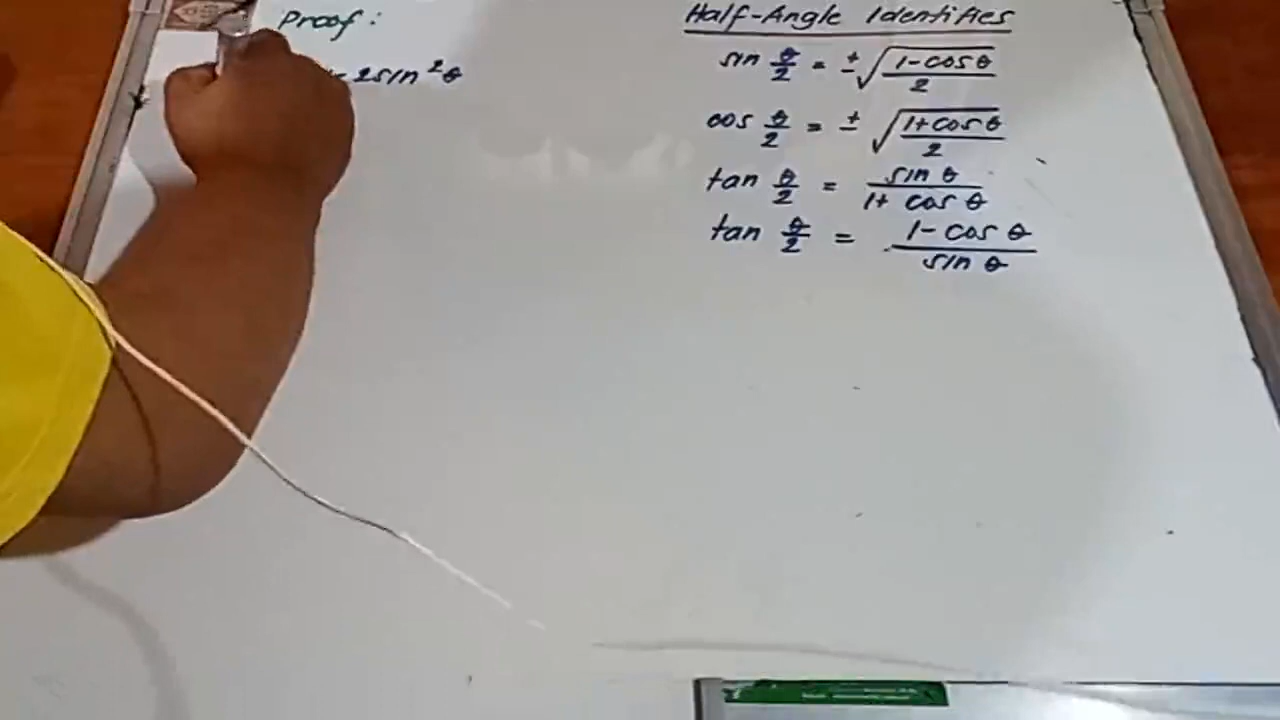 Proof:
- 2sin²θ
Half-Angle Identities
sin θ/2 = ±√(1-cosθ)/2
cos θ/2 = ±√(1+cosθ)/2
tan θ/2 = sin θ/1+ cos θ
tan θ/2 = 1- cos θ/sin θ